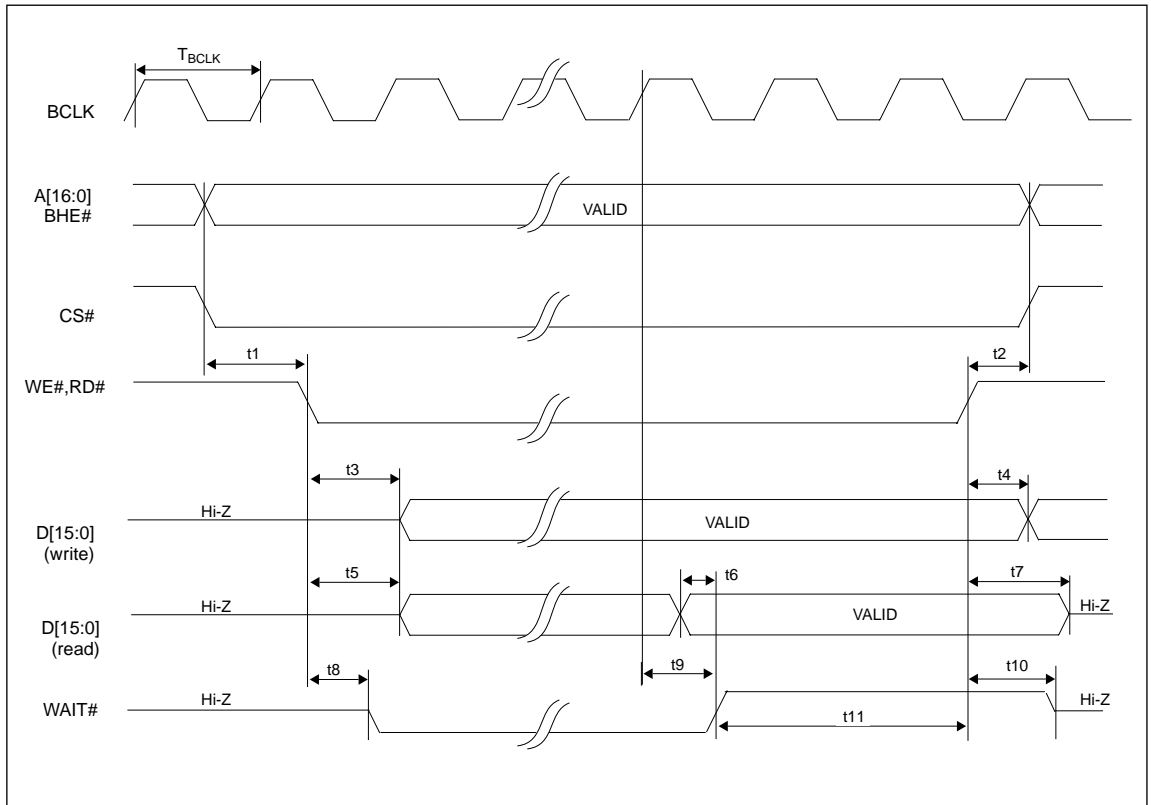 TBCLK
BCLK
A[16:0]
BHE#
VALID
CS#
t1
t2
WE#,RD#
t3
t4
Hi-Z
VALID
D[15:0]
(write)
t5
t6
t7
Hi-Z
VALID
Hi-Z
D[15:0]
(read)
t8
t9
t10
Hi-Z
Hi-Z
WAIT#
t11